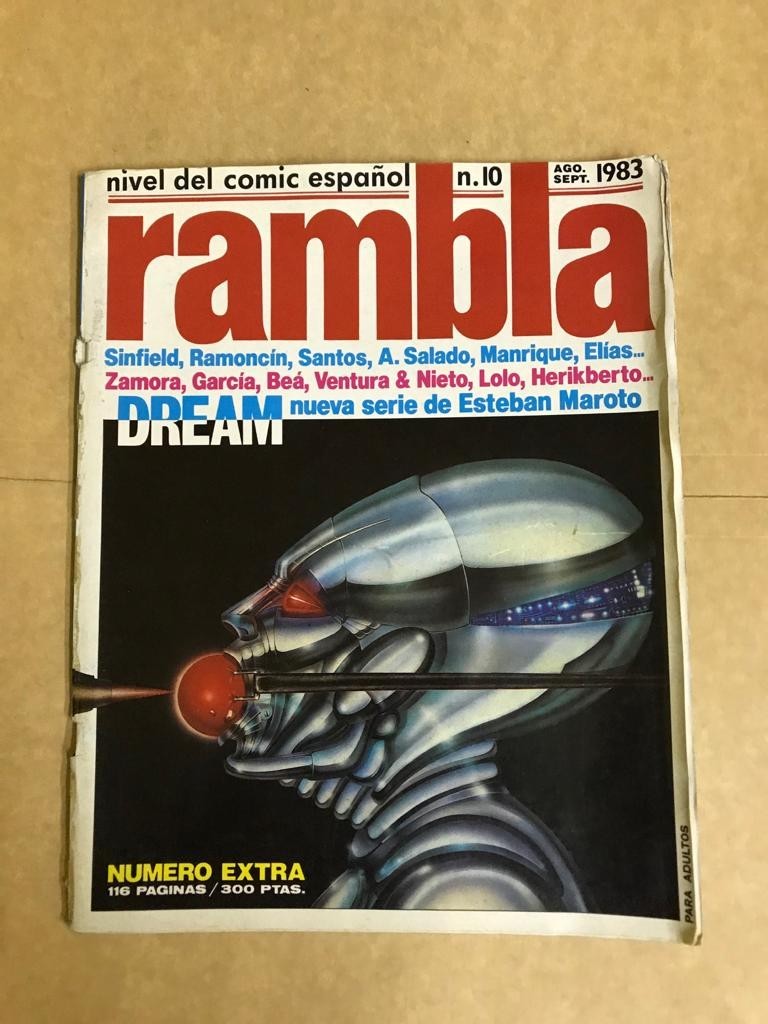 nivel del comic español n.10 AGO. SEPT. 1983
rambla
Sinfield, Ramoncín, Santos, A. Salado, Manrique, Elías...
Zamora, García, Beá, Ventura & Nieto, Lolo, Herikberto...
DREAM nueva serie de Esteban Maroto
NUMERO EXTRA
116 PAGINAS / 300 PTAS.
PARA ADULTOS